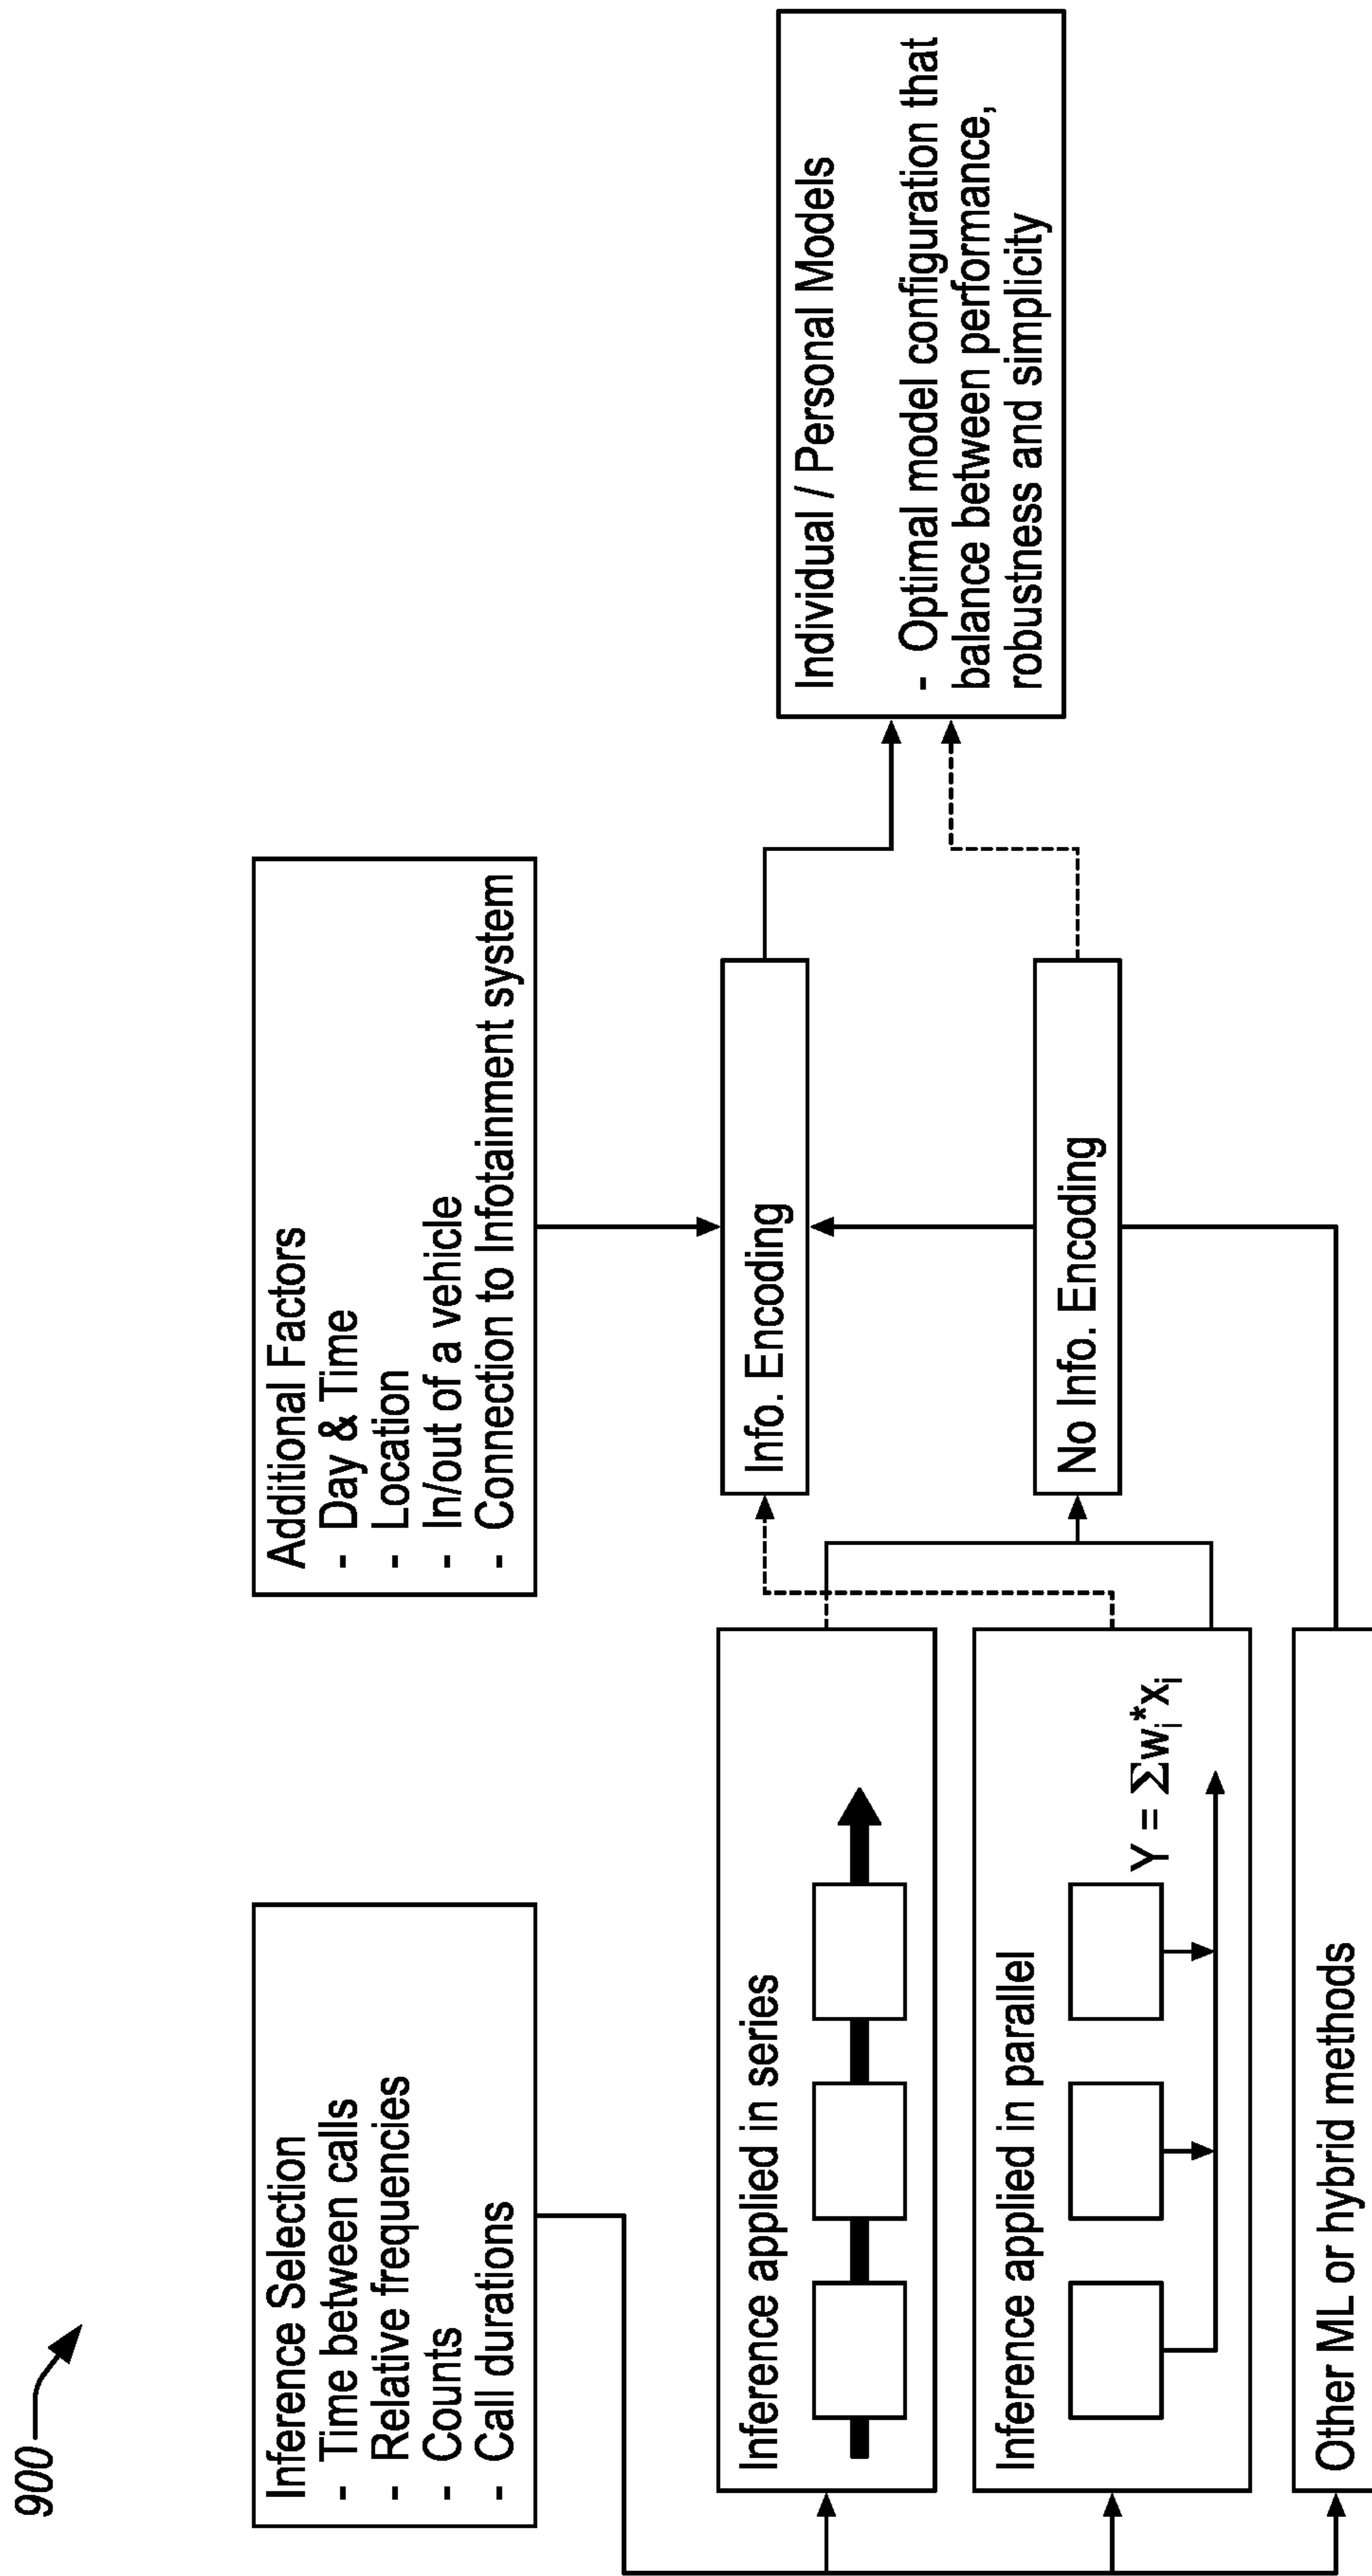 900
Inference Selection
- Time between calls
- Relative frequencies
- Counts
- Call durations
Additional Factors
- Day & Time
- Location
- In/out of a vehicle
- Connection to Infotainment system
Inference applied in series
Inference applied in parallel
Y = Σwᵢ*xᵢ
Other ML or hybrid methods
Info. Encoding
No Info. Encoding
Individual / Personal Models
- Optimal model configuration that
balance between performance,
robustness and simplicity